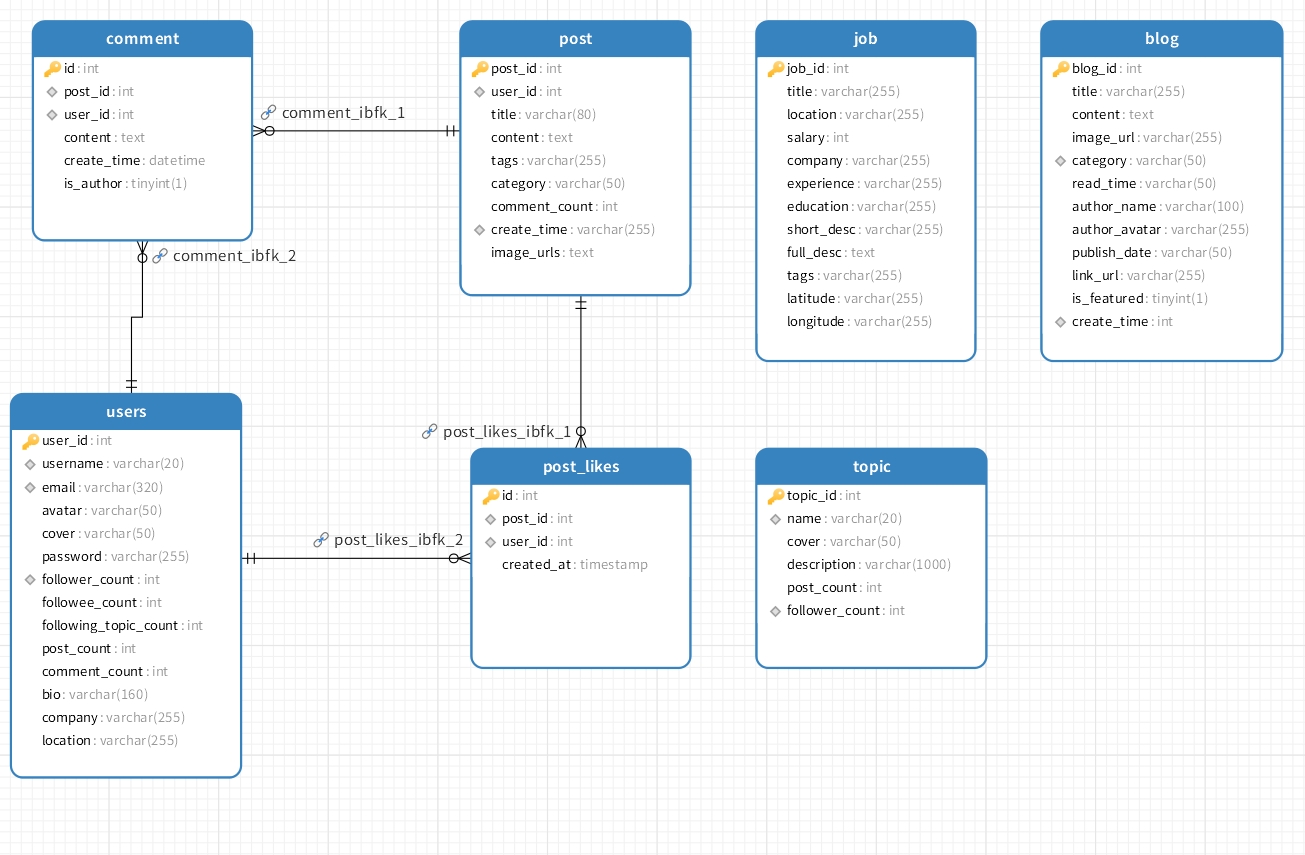 comment
id : int
post_id : int
user_id : int
content : text
create_time : datetime
is_author : tinyint(1)
comment_ibfk_1
post
post_id : int
user_id : int
title : varchar(80)
content : text
tags : varchar(255)
category : varchar(50)
comment_count : int
create_time : varchar(255)
image_urls : text
job
job_id : int
title : varchar(255)
location : varchar(255)
salary : int
company : varchar(255)
experience : varchar(255)
education : varchar(255)
short_desc : varchar(255)
full_desc : text
tags : varchar(255)
latitude : varchar(255)
longitude : varchar(255)
blog
blog_id : int
title : varchar(255)
content : text
image_url : varchar(255)
category : varchar(50)
read_time : varchar(50)
author_name : varchar(100)
author_avatar : varchar(255)
publish_date : varchar(50)
link_url : varchar(255)
is_featured : tinyint(1)
create_time : int
comment_ibfk_2
users
user_id : int
username : varchar(20)
email : varchar(320)
avatar : varchar(50)
cover : varchar(50)
password : varchar(255)
follower_count : int
followee_count : int
following_topic_count : int
post_count : int
comment_count : int
bio : varchar(160)
company : varchar(255)
location : varchar(255)
post_likes_ibfk_1
post_likes_ibfk_2
post_likes
id : int
post_id : int
user_id : int
created_at : timestamp
topic
topic_id : int
name : varchar(20)
cover : varchar(50)
description : varchar(1000)
post_count : int
follower_count : int